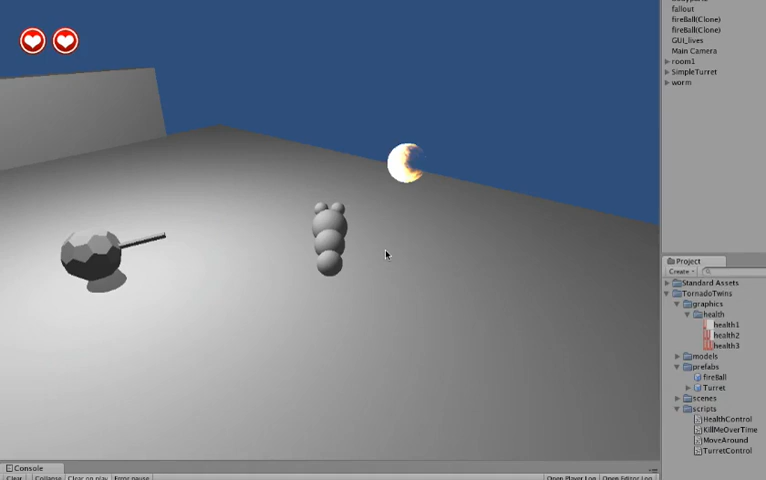 fallout
fireBall(Clone)
fireBall(Clone)
GUI_lives
Main Camera
room1
SimpleTurret
worm
Project
Create
Standard Assets
TornadoTwins
graphics
health
health1
health2
health3
models
prefabs
fireBall
Turret
scenes
scripts
HealthControl
KillMeOverTime
MoveAround
TurretControl
Console
Clear Collapse Clear on play Error pause Open Player Log Open Editor Log